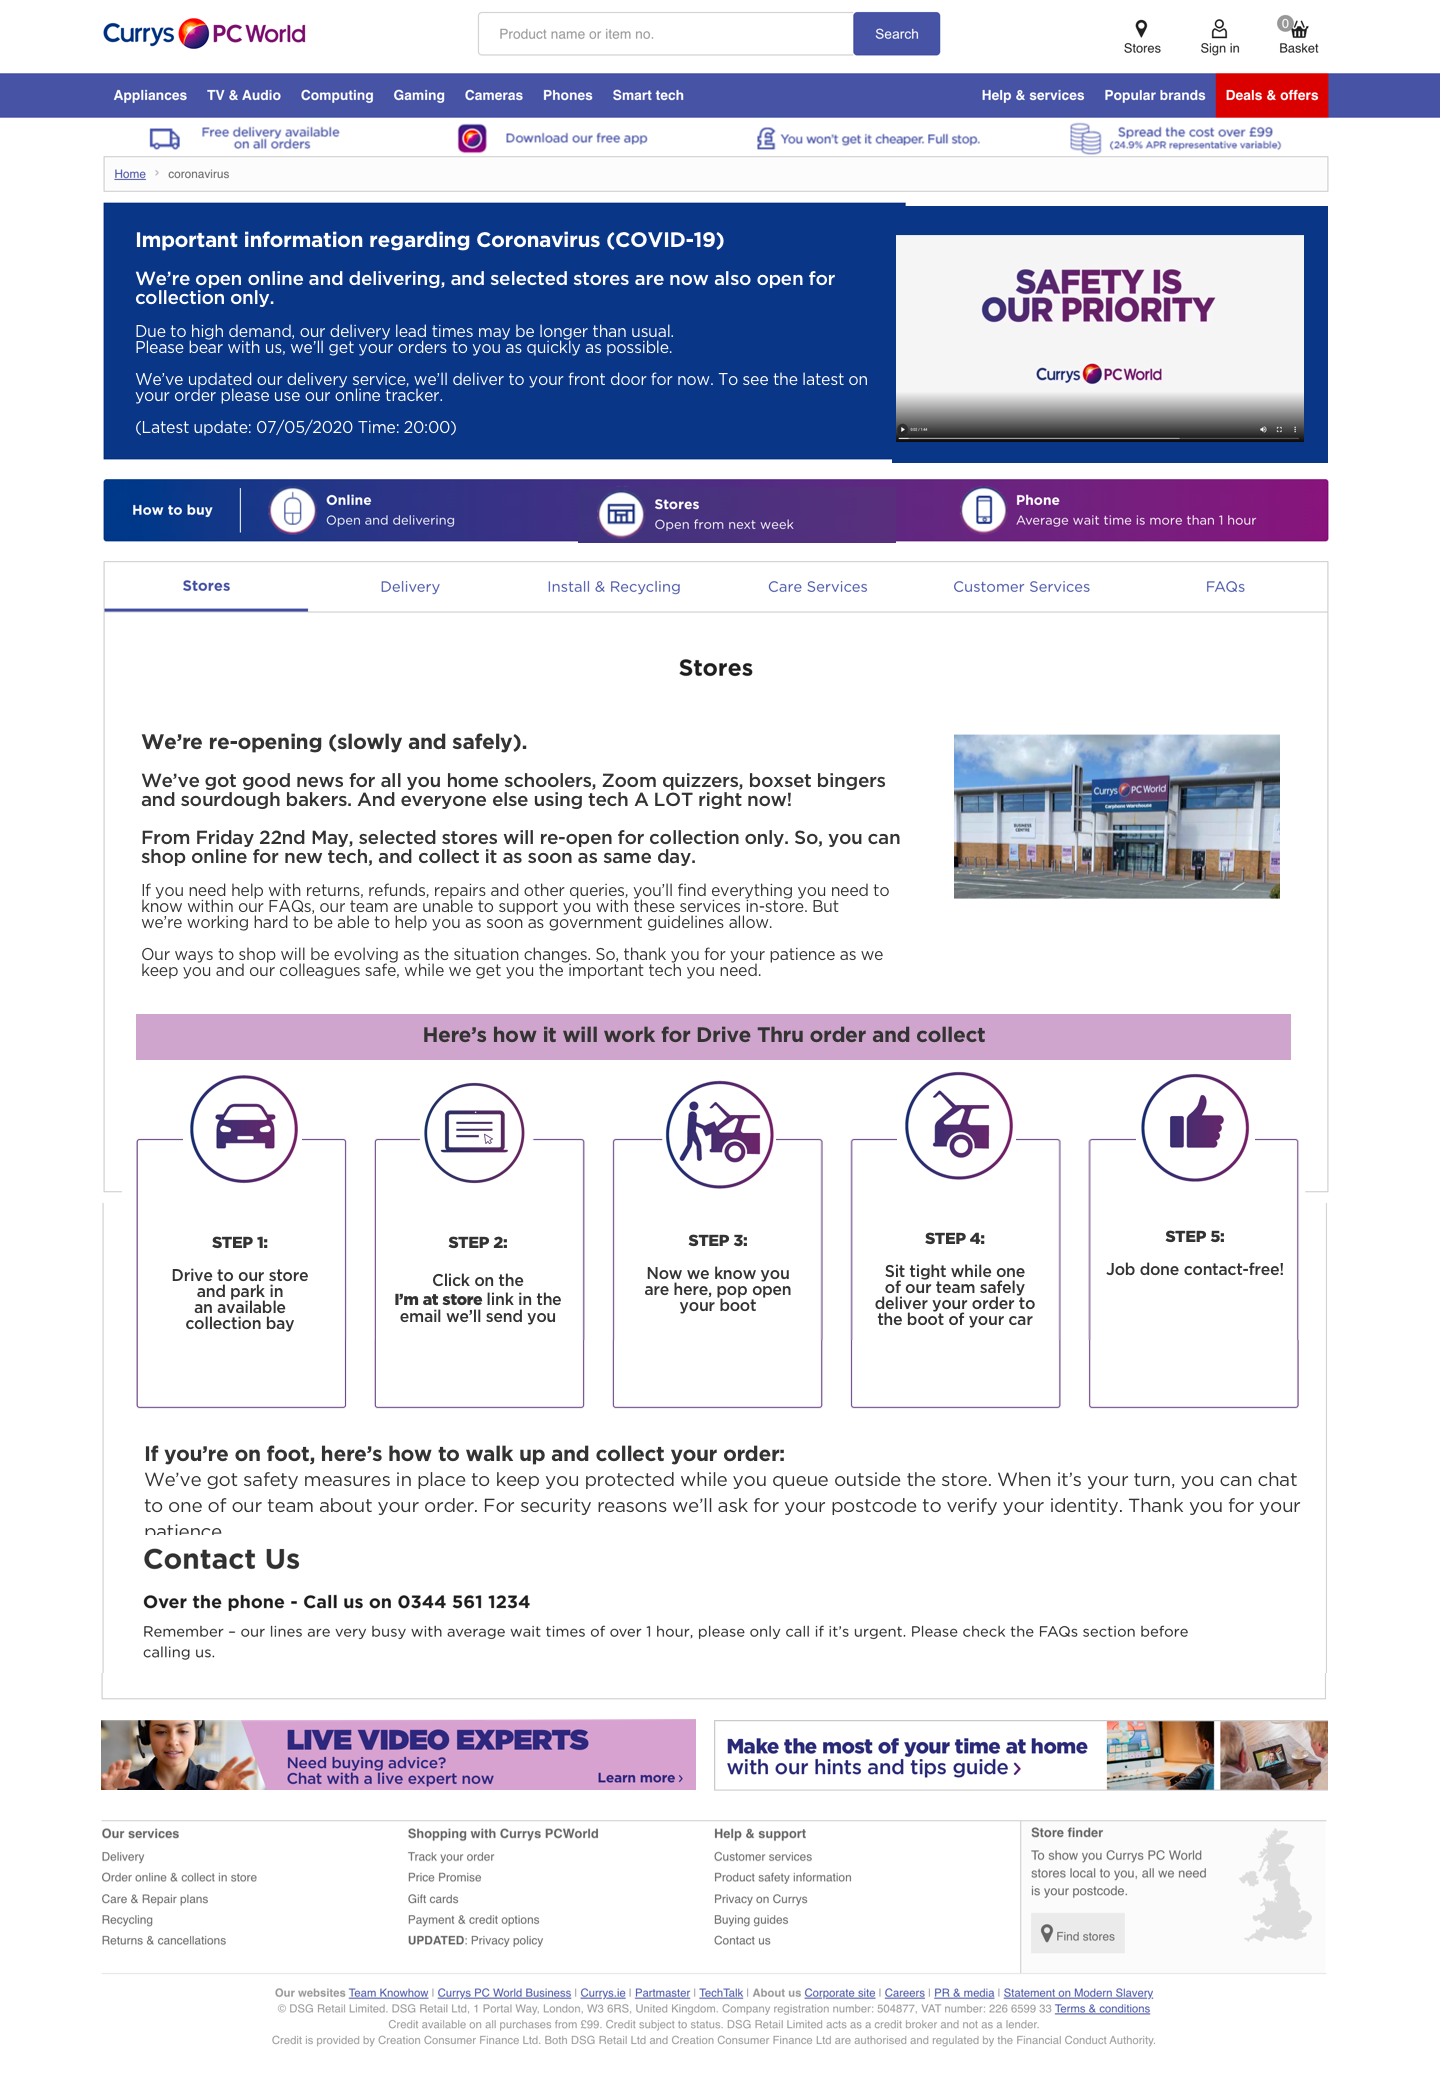 Currys PC World
Product name or item no.
Search
Stores
Sign in
0
Basket
Appliances
TV & Audio
Computing
Gaming
Cameras
Phones
Smart tech
Help & services
Popular brands
Deals & offers
Free delivery available
on all orders
Download our free app
You won't get it cheaper. Full stop.
Spread the cost over £99
(24.9% APR representative variable)
Home
coronavirus
Important information regarding Coronavirus (COVID-19)
We're open online and delivering, and selected stores are now also open for
collection only.
Due to high demand, our delivery lead times may be longer than usual.
Please bear with us, we'll get your orders to you as quickly as possible.
We've updated our delivery service, we'll deliver to your front door for now. To see the latest on
your order please use our online tracker.
(Latest update: 07/05/2020 Time: 20:00)
SAFETY IS
OUR PRIORITY
Currys PC World
How to buy
Online
Open and delivering
Stores
Open from next week
Phone
Average wait time is more than 1 hour
Stores
Delivery
Install & Recycling
Care Services
Customer Services
FAQs
Stores
We're re-opening (slowly and safely).
We've got good news for all you home schoolers, Zoom quizzers, boxset bingers
and sourdough bakers. And everyone else using tech A LOT right now!
From Friday 22nd May, selected stores will re-open for collection only. So, you can
shop online for new tech, and collect it as soon as same day.
If you need help with returns, refunds, repairs and other queries, you'll find everything you need to
know within our FAQs, our team are unable to support you with these services in-store. But
we're working hard to be able to help you as soon as government guidelines allow.
Our ways to shop will be evolving as the situation changes. So, thank you for your patience as we
keep you and our colleagues safe, while we get you the important tech you need.
Currys PC World
Carphone Warehouse
BUSINESS
CENTRE
Here's how it will work for Drive Thru order and collect
STEP 1:
Drive to our store
and park in
an available
collection bay
STEP 2:
Click on the
I'm at store link in the
email we'll send you
STEP 3:
Now we know you
are here, pop open
your boot
STEP 4:
Sit tight while one
of our team safely
deliver your order to
the boot of your car
STEP 5:
Job done contact-free!
If you're on foot, here's how to walk up and collect your order:
We've got safety measures in place to keep you protected while you queue outside the store. When it's your turn, you can chat
to one of our team about your order. For security reasons we'll ask for your postcode to verify your identity. Thank you for your
patience
Contact Us
Over the phone - Call us on 0344 561 1234
Remember – our lines are very busy with average wait times of over 1 hour, please only call if it's urgent. Please check the FAQs section before
calling us.
LIVE VIDEO EXPERTS
Need buying advice?
Chat with a live expert now
Learn more ›
Make the most of your time at home
with our hints and tips guide ›
Our services
Delivery
Order online & collect in store
Care & Repair plans
Recycling
Returns & cancellations
Shopping with Currys PCWorld
Track your order
Price Promise
Gift cards
Payment & credit options
UPDATED: Privacy policy
Help & support
Customer services
Product safety information
Privacy on Currys
Buying guides
Contact us
Store finder
To show you Currys PC World
stores local to you, all we need
is your postcode.
Find stores
Our websites Team Knowhow | Currys PC World Business | Currys.ie | Partmaster | TechTalk | About us Corporate site | Careers | PR & media | Statement on Modern Slavery
© DSG Retail Limited. DSG Retail Ltd, 1 Portal Way, London, W3 6RS, United Kingdom. Company registration number: 504877, VAT number: 226 6599 33 Terms & conditions
Credit available on all purchases from £99. Credit subject to status. DSG Retail Limited acts as a credit broker and not as a lender.
Credit is provided by Creation Consumer Finance Ltd. Both DSG Retail Ltd and Creation Consumer Finance Ltd are authorised and regulated by the Financial Conduct Authority.